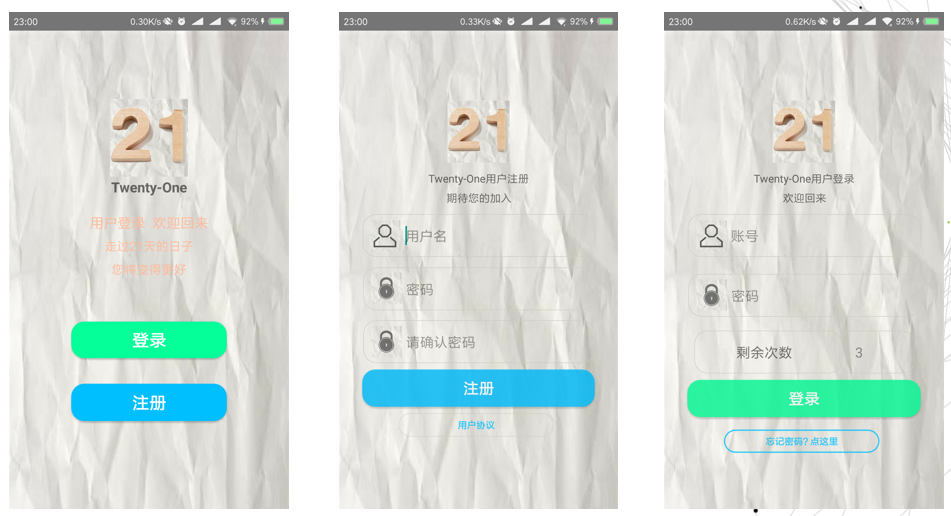 23:00
0.30K/s
92%
21
Twenty-One
用户登录 欢迎回来
走过21天的日子
您将变得更好
登录
注册
23:00
0.33K/s
92%
21
Twenty-One用户注册
期待您的加入
用户名
密码
请确认密码
注册
用户协议
23:00
0.62K/s
92%
21
Twenty-One用户登录
欢迎回来
账号
密码
剩余次数 3
登录
忘记密码? 点这里